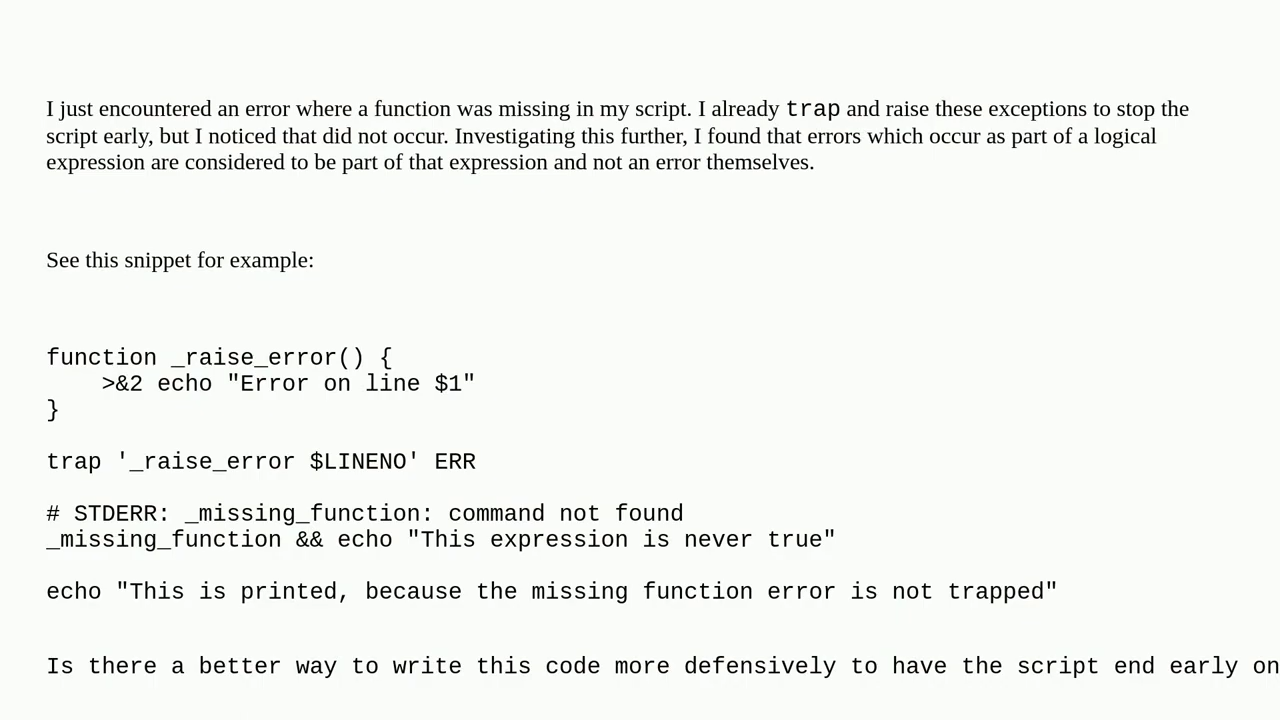 I just encountered an error where a function was missing in my script. I already trap and raise these exceptions to stop the
script early, but I noticed that did not occur. Investigating this further, I found that errors which occur as part of a logical
expression are considered to be part of that expression and not an error themselves.
See this snippet for example:
function _raise_error() {
    >&2 echo "Error on line $1"
}
trap '_raise_error $LINENO' ERR
# STDERR: _missing_function: command not found
_missing_function && echo "This expression is never true"
echo "This is printed, because the missing function error is not trapped"
Is there a better way to write this code more defensively to have the script end early on